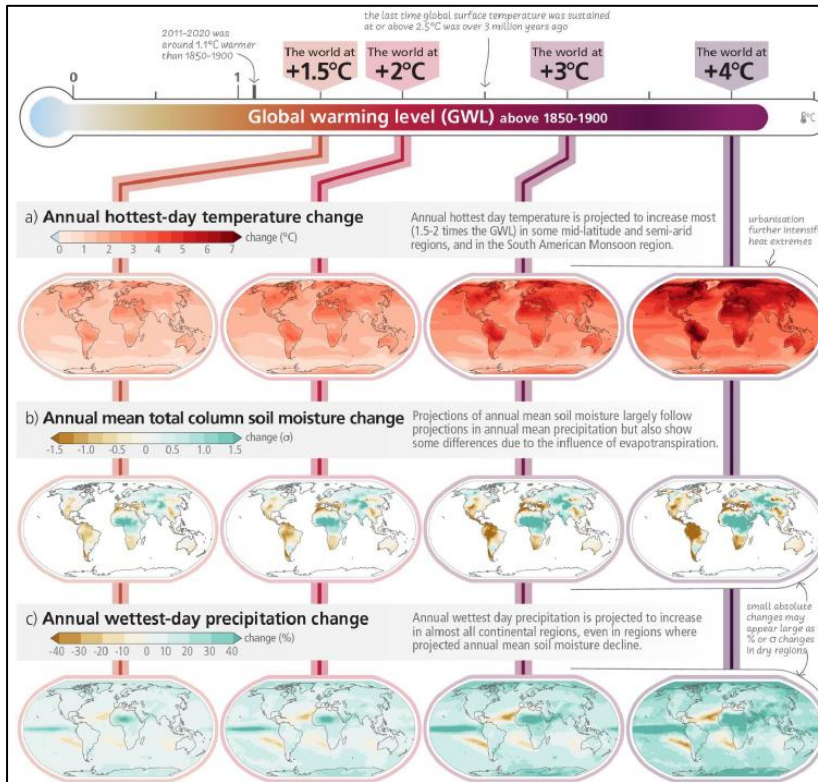 the last time global surface temperature was sustained
at or above 2.5°C was over 3 million years ago
2011-2020 was
around 1.1°C warmer
than 1850-1900
The world at
+1.5°C
The world at
+2°C
The world at
+3°C
The world at
+4°C
0
1
Global warming level (GWL) above 1850-1900
°C
a) Annual hottest-day temperature change
change (°C)
0 1 2 3 4 5 6 7
Annual hottest day temperature is projected to increase most
(1.5-2 times the GWL) in some mid-latitude and semi-arid
regions, and in the South American Monsoon region.
urbanisation
further intensifi
heat extremes
b) Annual mean total column soil moisture change
change (σ)
-1.5 -1.0 -0.5 0 0.5 1.0 1.5
Projections of annual mean soil moisture largely follow
projections in annual mean precipitation but also show
some differences due to the influence of evapotranspiration.
c) Annual wettest-day precipitation change
change (%)
-40 -30 -20 -10 0 10 20 30 40
Annual wettest day precipitation is projected to increase
in almost all continental regions, even in regions where
projected annual mean soil moisture decline.
small absolute
changes may
appear large as
% or σ changes
in dry regions